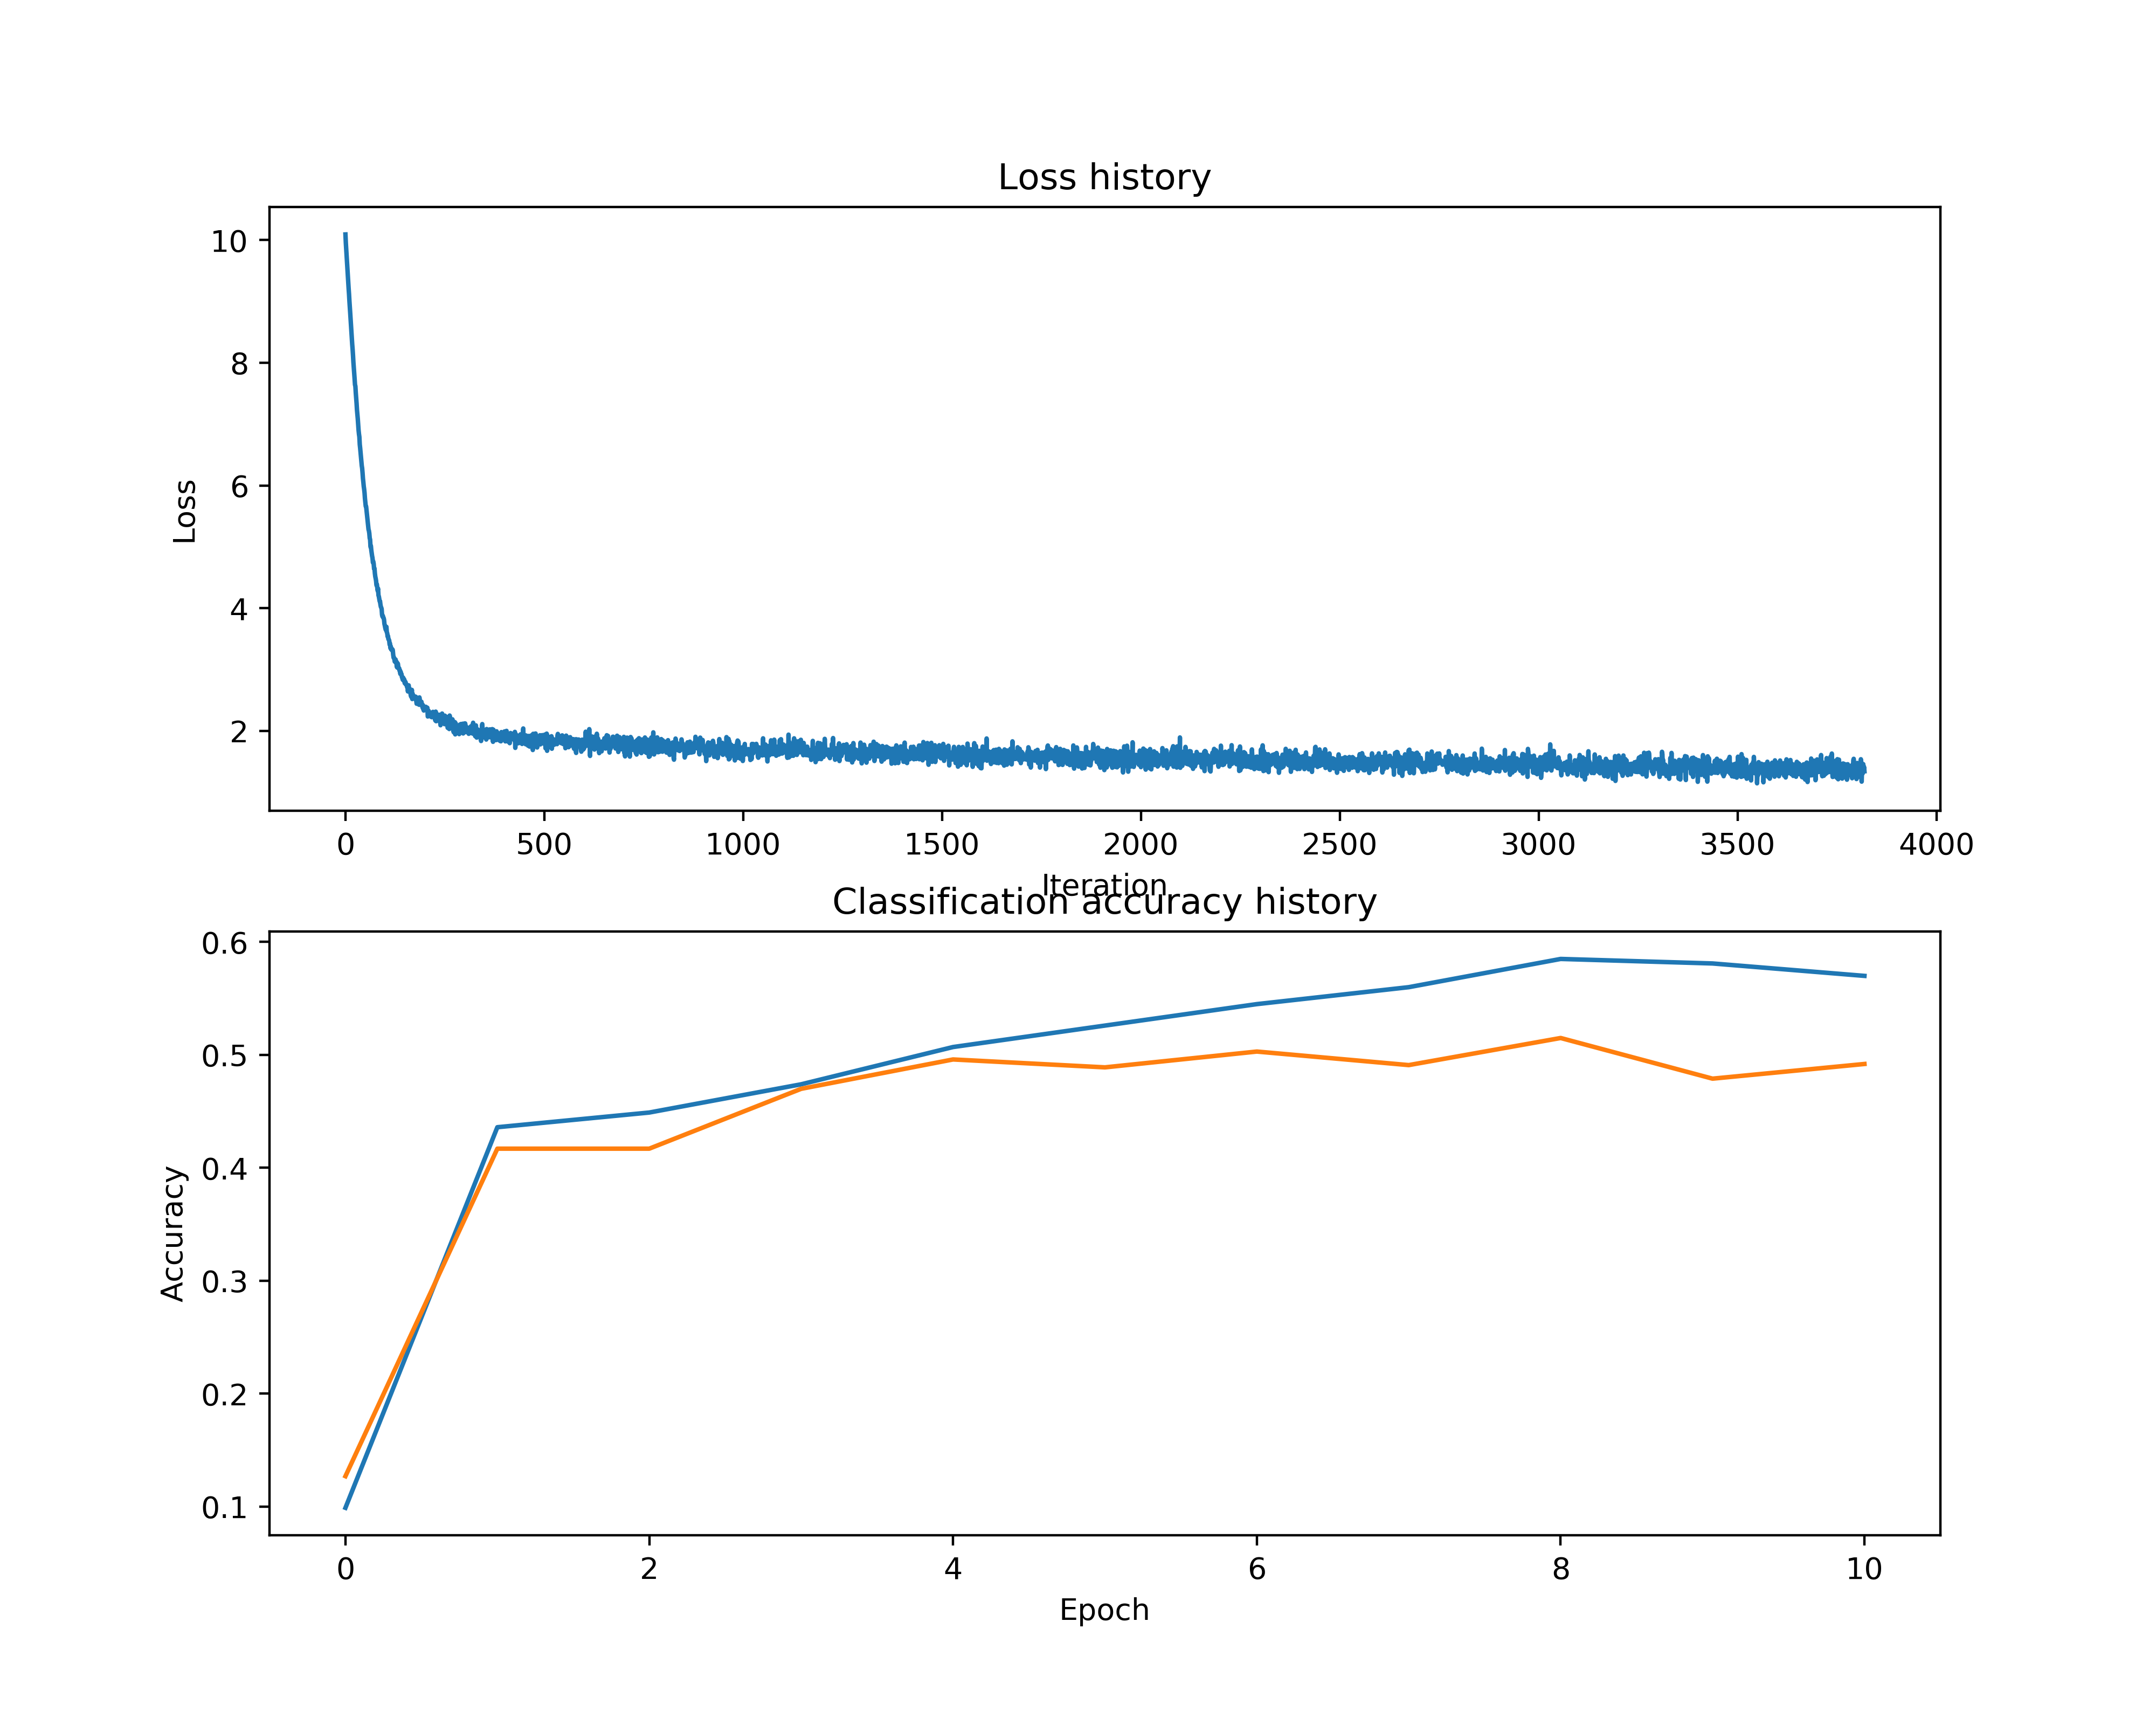 Loss history
10
8
6
4
2
Loss
0 500 1000 1500 2000 2500 3000 3500 4000
Iteration
Classification accuracy history
0.6
0.5
0.4
0.3
0.2
0.1
Accuracy
0 2 4 6 8 10
Epoch